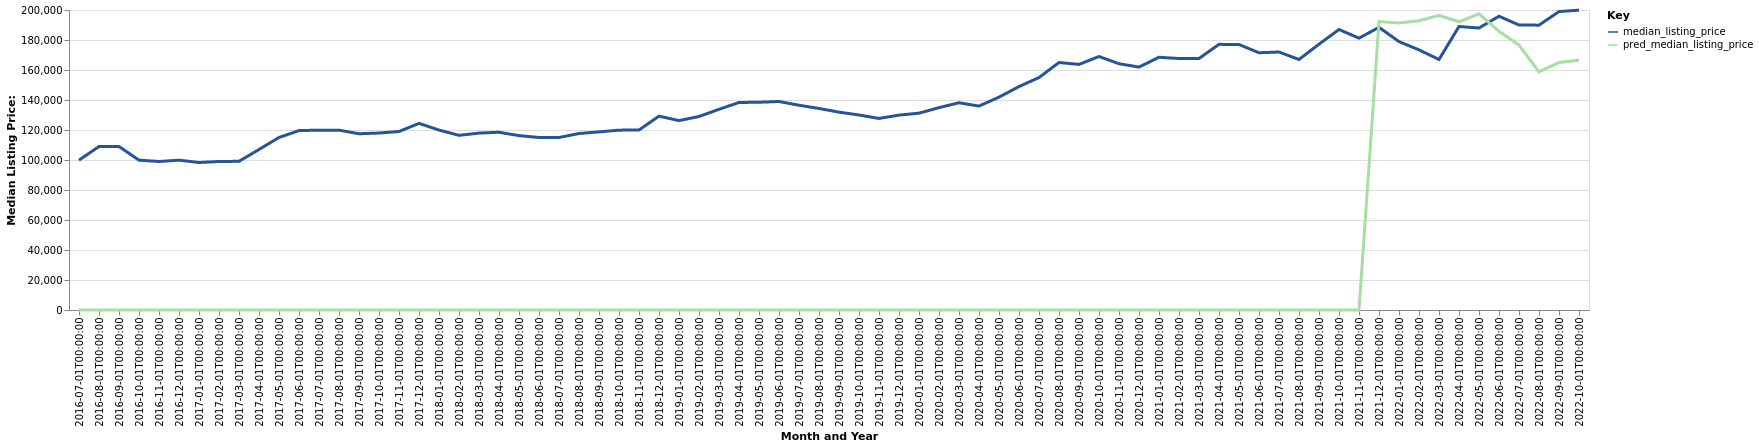 200,000
180,000
160,000
140,000
120,000
100,000
80,000
60,000
40,000
20,000
0
Median Listing Price:
2016-07-01T00:00:00
2016-08-01T00:00:00
2016-09-01T00:00:00
2016-10-01T00:00:00
2016-11-01T00:00:00
2016-12-01T00:00:00
2017-01-01T00:00:00
2017-02-01T00:00:00
2017-03-01T00:00:00
2017-04-01T00:00:00
2017-05-01T00:00:00
2017-06-01T00:00:00
2017-07-01T00:00:00
2017-08-01T00:00:00
2017-09-01T00:00:00
2017-10-01T00:00:00
2017-11-01T00:00:00
2017-12-01T00:00:00
2018-01-01T00:00:00
2018-02-01T00:00:00
2018-03-01T00:00:00
2018-04-01T00:00:00
2018-05-01T00:00:00
2018-06-01T00:00:00
2018-07-01T00:00:00
2018-08-01T00:00:00
2018-09-01T00:00:00
2018-10-01T00:00:00
2018-11-01T00:00:00
2018-12-01T00:00:00
2019-01-01T00:00:00
2019-02-01T00:00:00
2019-03-01T00:00:00
2019-04-01T00:00:00
2019-05-01T00:00:00
2019-06-01T00:00:00
2019-07-01T00:00:00
2019-08-01T00:00:00
2019-09-01T00:00:00
2019-10-01T00:00:00
2019-11-01T00:00:00
2019-12-01T00:00:00
2020-01-01T00:00:00
2020-02-01T00:00:00
2020-03-01T00:00:00
2020-04-01T00:00:00
2020-05-01T00:00:00
2020-06-01T00:00:00
2020-07-01T00:00:00
2020-08-01T00:00:00
2020-09-01T00:00:00
2020-10-01T00:00:00
2020-11-01T00:00:00
2020-12-01T00:00:00
2021-01-01T00:00:00
2021-02-01T00:00:00
2021-03-01T00:00:00
2021-04-01T00:00:00
2021-05-01T00:00:00
2021-06-01T00:00:00
2021-07-01T00:00:00
2021-08-01T00:00:00
2021-09-01T00:00:00
2021-10-01T00:00:00
2021-11-01T00:00:00
2021-12-01T00:00:00
2022-01-01T00:00:00
2022-02-01T00:00:00
2022-03-01T00:00:00
2022-04-01T00:00:00
2022-05-01T00:00:00
2022-06-01T00:00:00
2022-07-01T00:00:00
2022-08-01T00:00:00
2022-09-01T00:00:00
2022-10-01T00:00:00
Month and Year
Key
median_listing_price
pred_median_listing_price